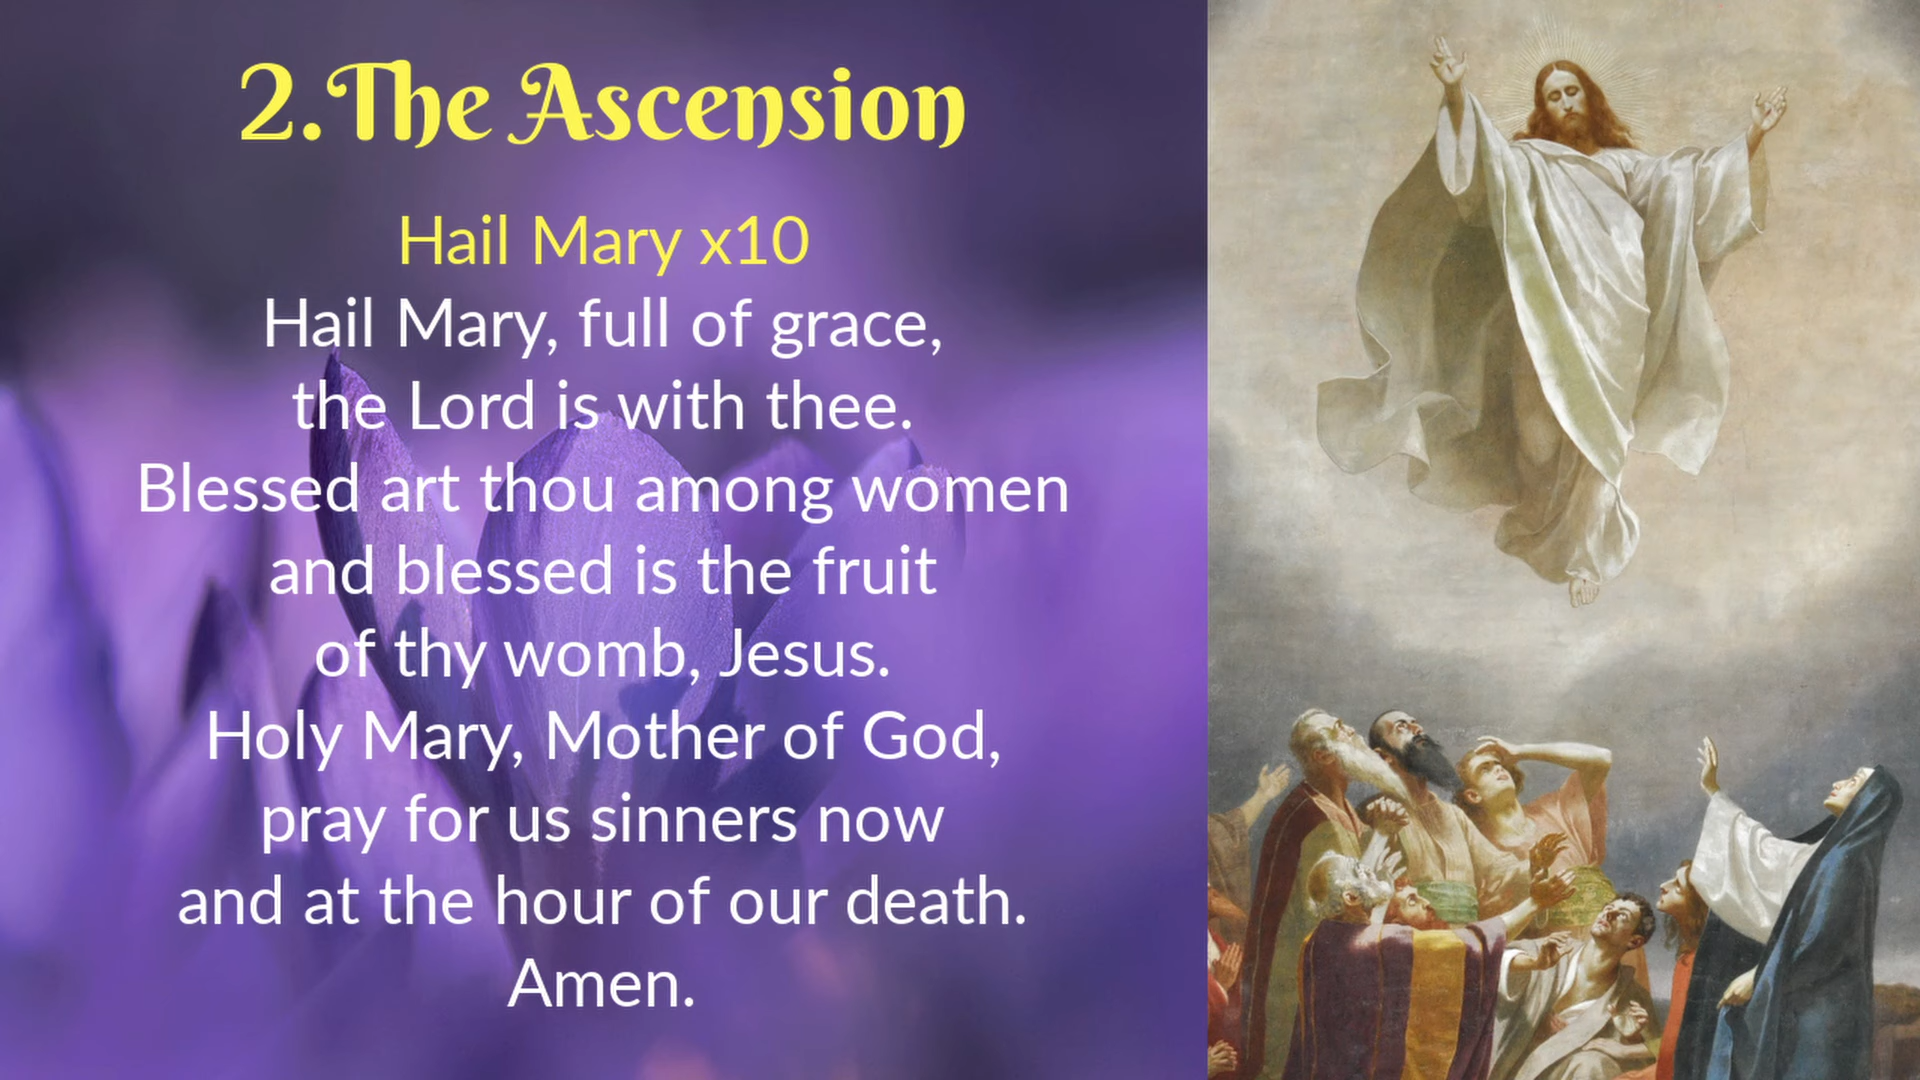 2.The Ascension
Hail Mary x10
Hail Mary, full of grace,
the Lord is with thee.
Blessed art thou among women
and blessed is the fruit
of thy womb, Jesus.
Holy Mary, Mother of God,
pray for us sinners now
and at the hour of our death.
Amen.